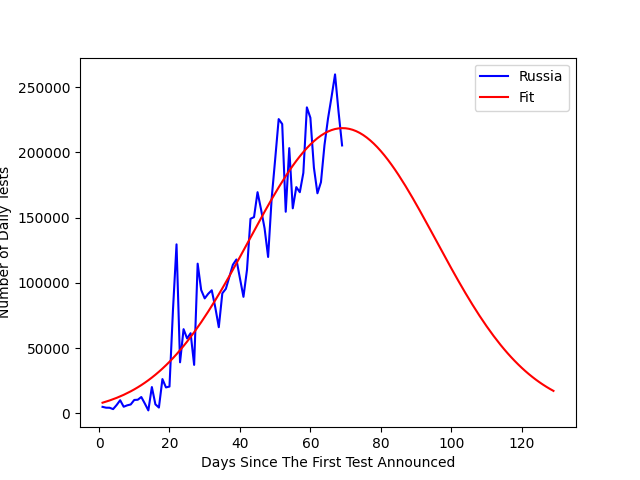 Russia
Fit
250000
200000
150000
100000
50000
0
Number of Daily Tests
0 20 40 60 80 100 120
Days Since The First Test Announced